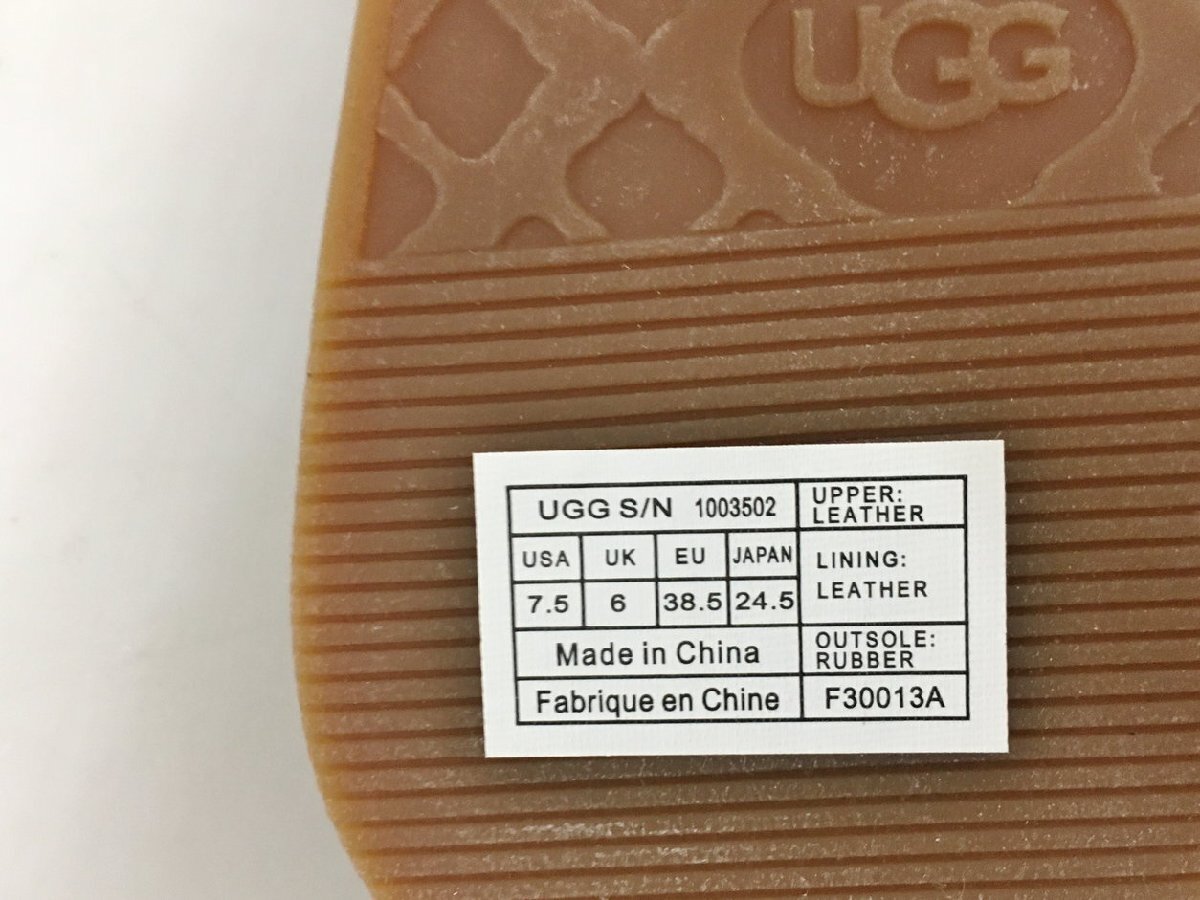 UGG
UGG S/N 1003502
UPPER:
LEATHER
USA UK EU JAPAN
LINING:
LEATHER
7.5 6 38.5 24.5
Made in China
OUTSOLE:
RUBBER
Fabrique en Chine
F30013A